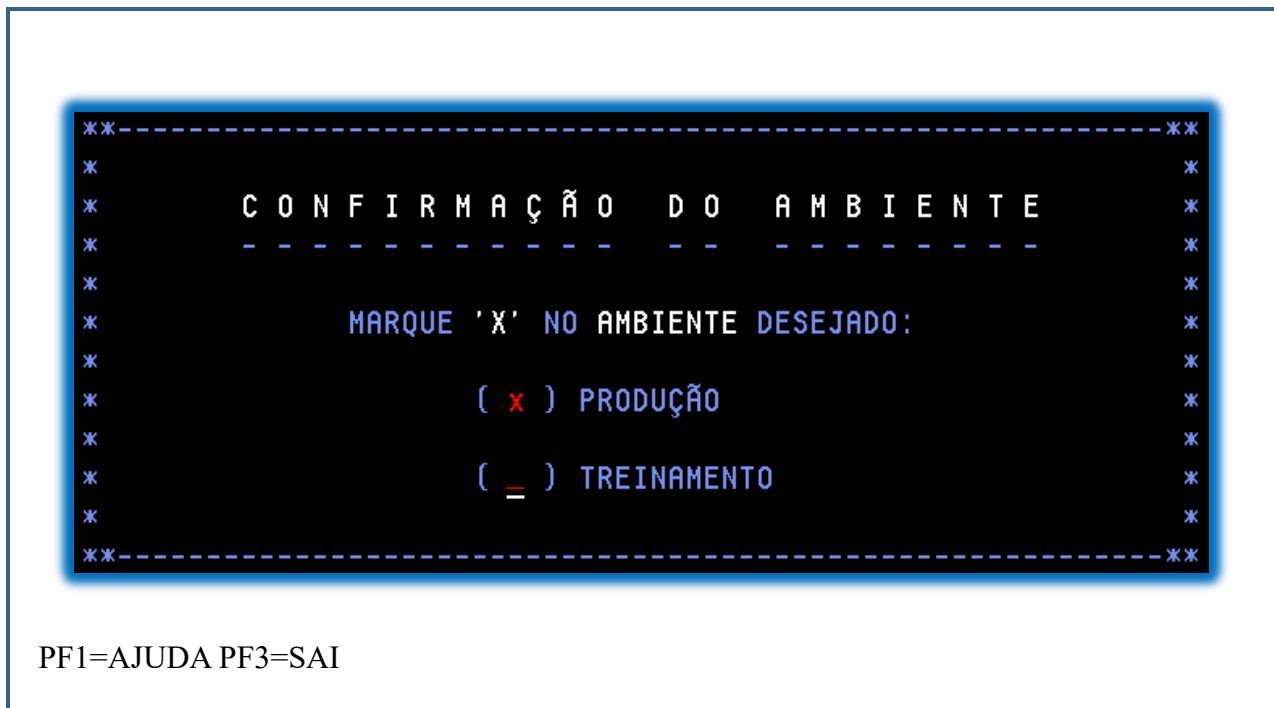 **------------------------------------------------------------**
* *
* C O N F I R M A Ç Ã O D O A M B I E N T E *
* - - - - - - - - - - - - - - - - - - - - - *
* *
* MARQUE 'X' NO AMBIENTE DESEJADO: *
* *
* ( x ) PRODUÇÃO *
* *
* ( _ ) TREINAMENTO *
* *
**------------------------------------------------------------**
PF1=AJUDA PF3=SAI